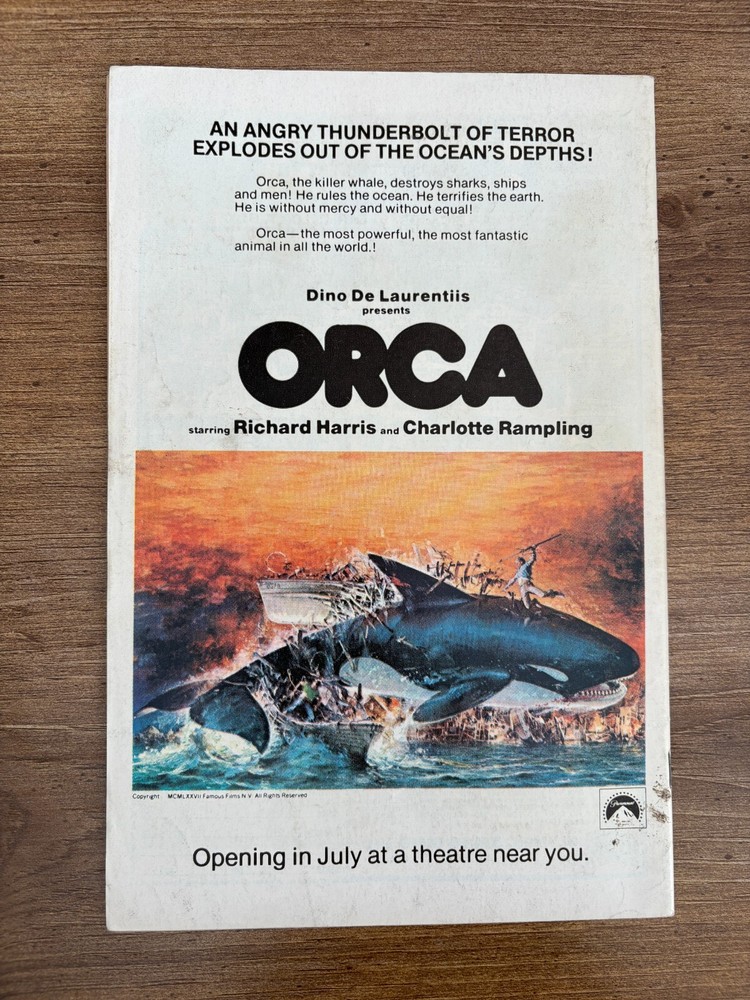 AN ANGRY THUNDERBOLT OF TERROR
EXPLODES OUT OF THE OCEAN'S DEPTHS!
Orca, the killer whale, destroys sharks, ships
and men! He rules the ocean. He terrifies the earth.
He is without mercy and without equal!
Orca—the most powerful, the most fantastic
animal in all the world.!
Dino De Laurentiis
presents
ORCA
starring Richard Harris and Charlotte Rampling
Copyright MCMLXXVII Famous Films N.V. All Rights Reserved
Paramount
Opening in July at a theatre near you.